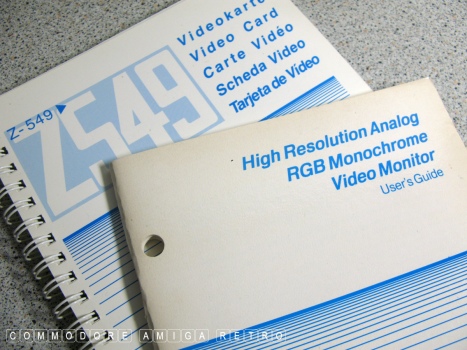 Videokarte
Video Card
Carte Vidéo
Scheda Video
Tarjeta de Vídeo
Z-549
Z549
High Resolution Analog
RGB Monochrome
Video Monitor
User's Guide
COMMODORE AMIGA RETRO